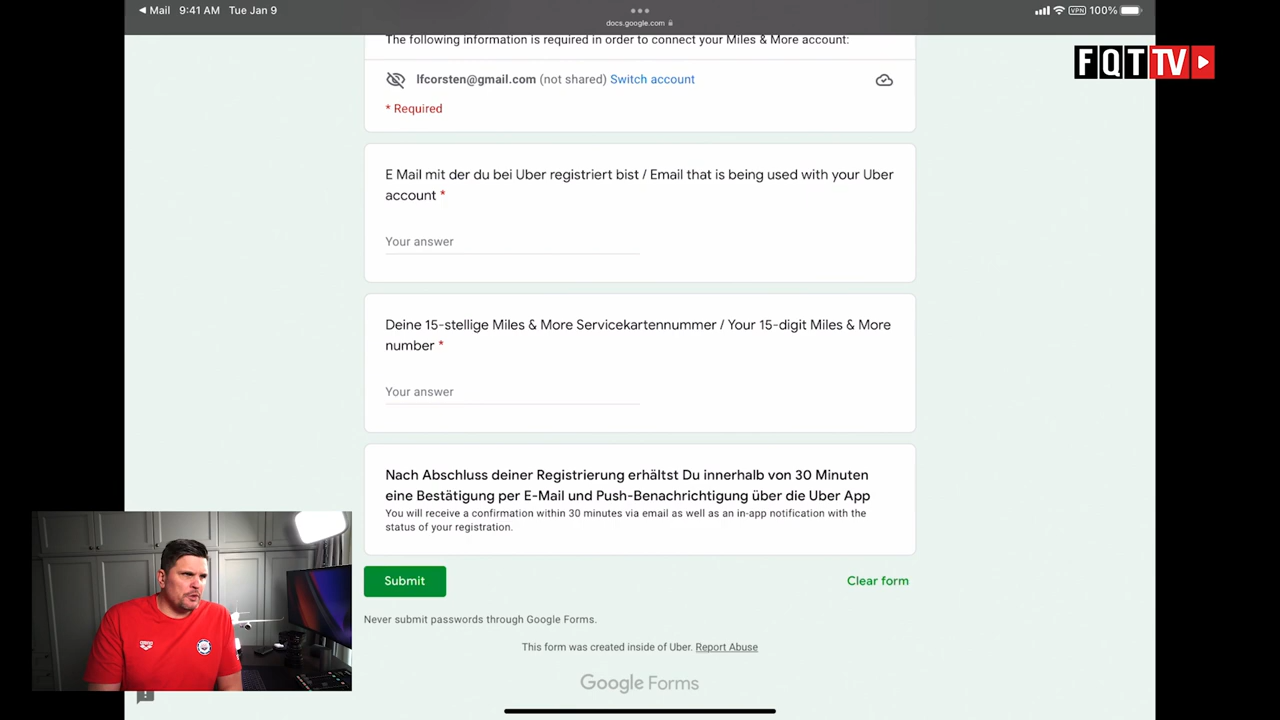 Mail 9:41 AM Tue Jan 9
docs.google.com
VPN 100%
FQT TV
The following information is required in order to connect your Miles & More account:
lfcorsten@gmail.com (not shared) Switch account
* Required
E Mail mit der du bei Uber registriert bist / Email that is being used with your Uber
account *
Your answer
Deine 15-stellige Miles & More Servicekartennummer / Your 15-digit Miles & More
number *
Your answer
Nach Abschluss deiner Registrierung erhältst Du innerhalb von 30 Minuten
eine Bestätigung per E-Mail und Push-Benachrichtigung über die Uber App
You will receive a confirmation within 30 minutes via email as well as an in-app notification with the
status of your registration.
Submit
Clear form
Never submit passwords through Google Forms.
This form was created inside of Uber. Report Abuse
Google Forms